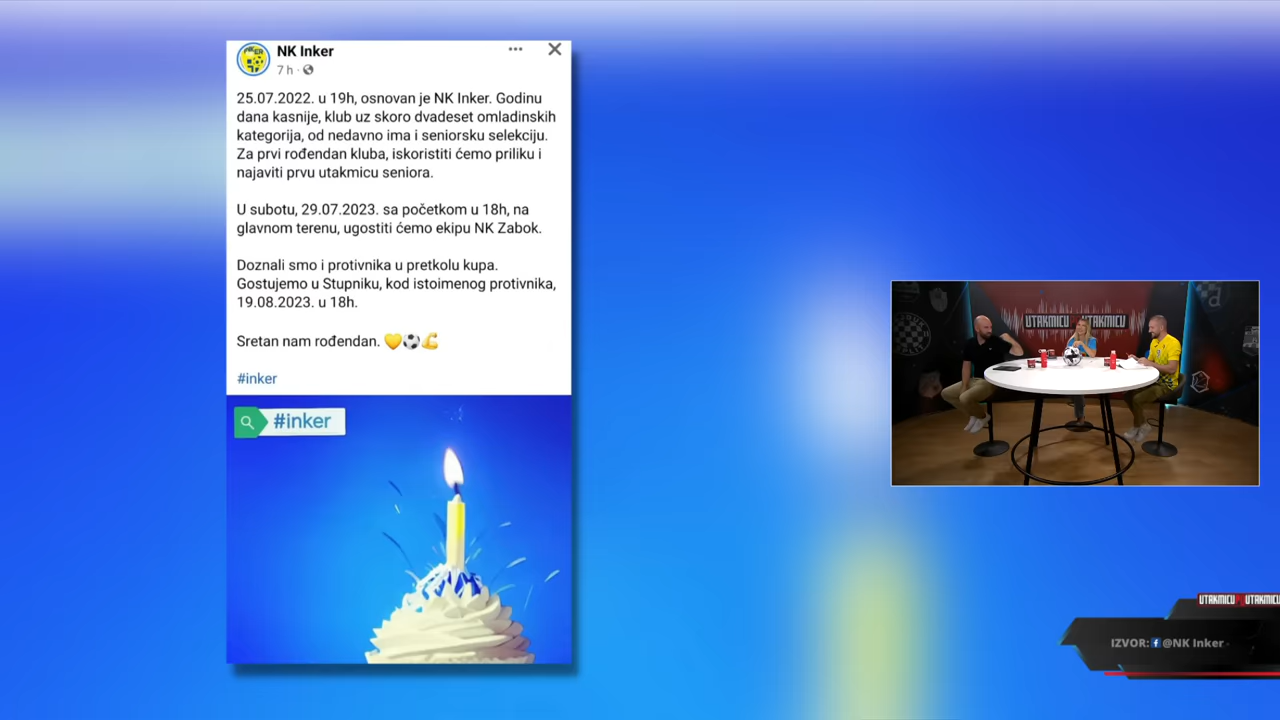 NK Inker
7 h ·
25.07.2022. u 19h, osnovan je NK Inker. Godinu
dana kasnije, klub uz skoro dvadeset omladinskih
kategorija, od nedavno ima i seniorsku selekciju.
Za prvi rođendan kluba, iskoristiti ćemo priliku i
najaviti prvu utakmicu seniora.
U subotu, 29.07.2023. sa početkom u 18h, na
glavnom terenu, ugostiti ćemo ekipu NK Zabok.
Doznali smo i protivnika u pretkolu kupa.
Gostujemo u Stupniku, kod istoimenog protivnika,
19.08.2023. u 18h.
Sretan nam rođendan. 💛⚽💪
#inker
#inker
UTAKMICU UTAKMICU
UTAKMICU UTAKMICU
IZVOR: @NK Inker